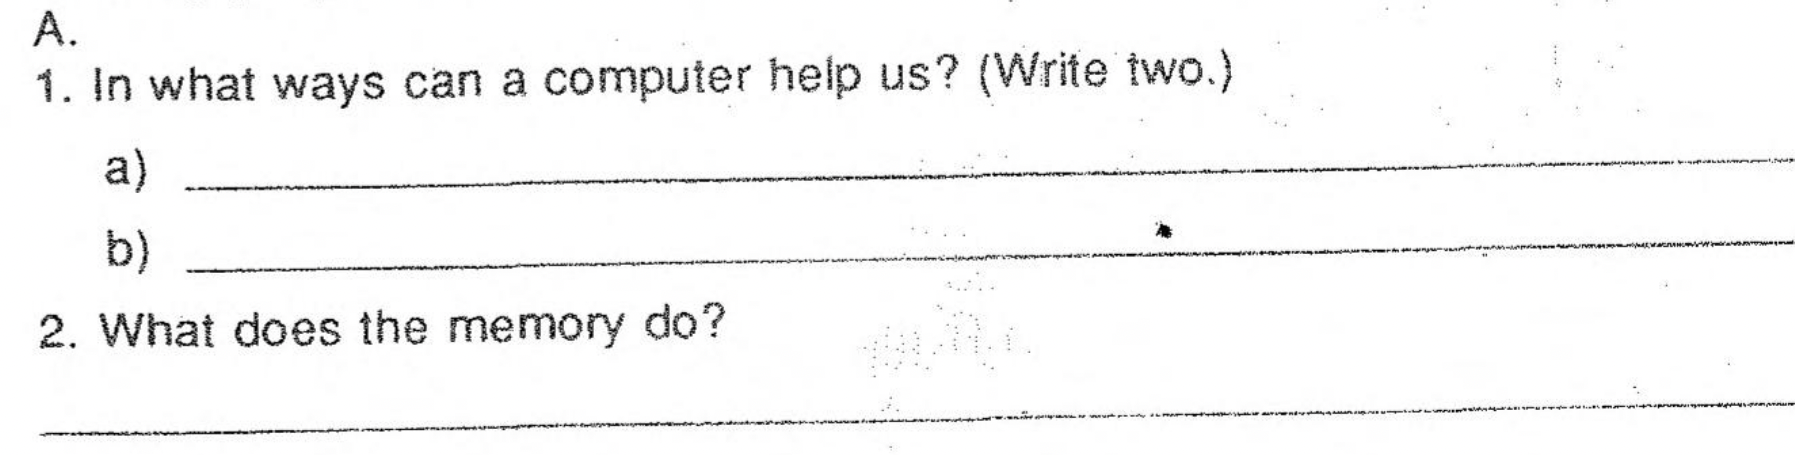 A.
1. In what ways can a computer help us? (Write two.)
a)
b)
2. What does the memory do?